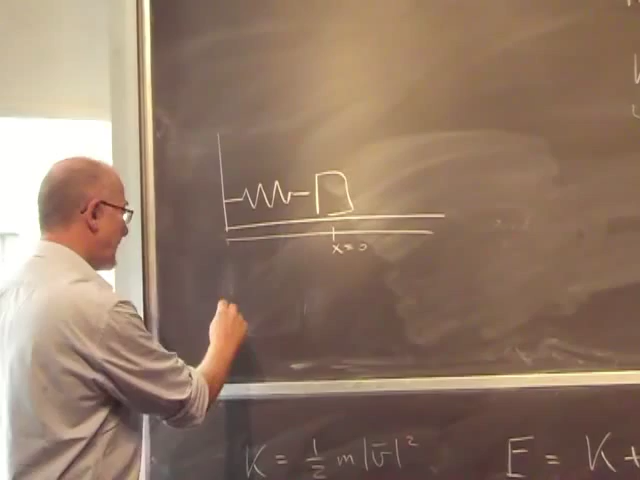 x=0
K = 1/2 m|v̄|²
E = K +